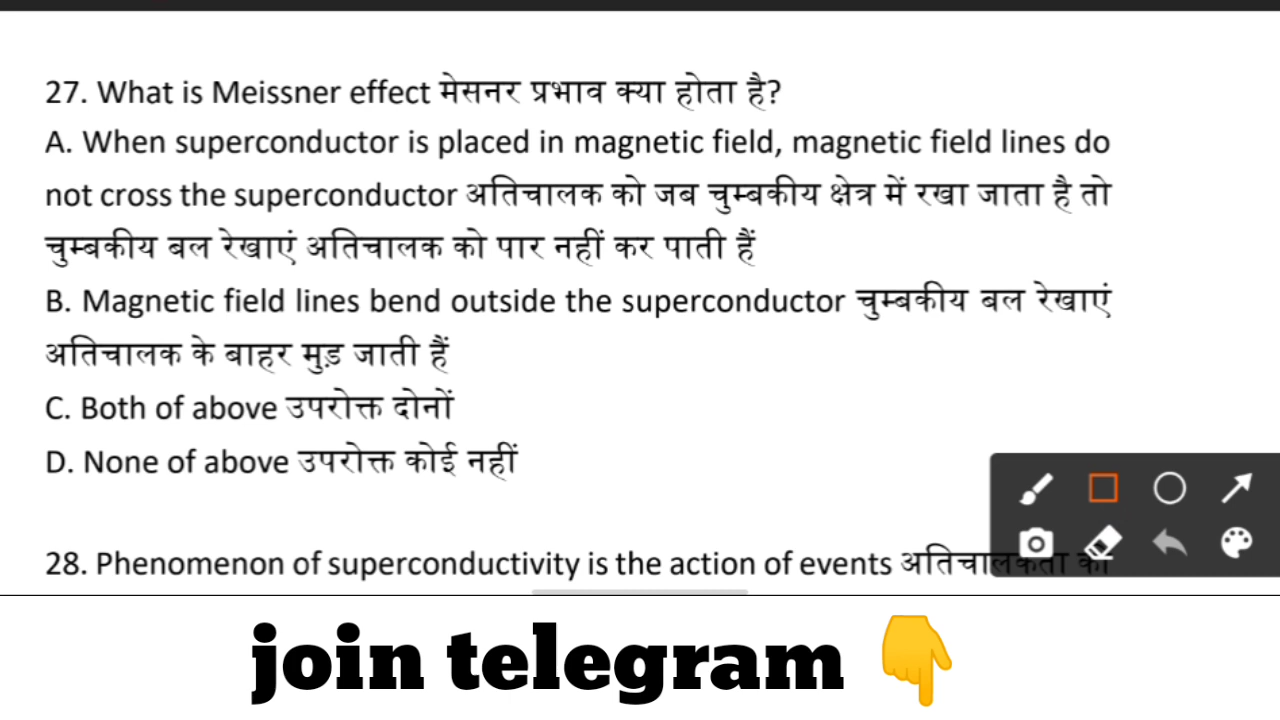 27. What is Meissner effect मेसनर प्रभाव क्या होता है?
A. When superconductor is placed in magnetic field, magnetic field lines do
not cross the superconductor अतिचालक को जब चुम्बकीय क्षेत्र में रखा जाता है तो
चुम्बकीय बल रेखाएं अतिचालक को पार नहीं कर पाती हैं
B. Magnetic field lines bend outside the superconductor चुम्बकीय बल रेखाएं
अतिचालक के बाहर मुड़ जाती हैं
C. Both of above उपरोक्त दोनों
D. None of above उपरोक्त कोई नहीं
28. Phenomenon of superconductivity is the action of events अतिचालकता की
join telegram 👇